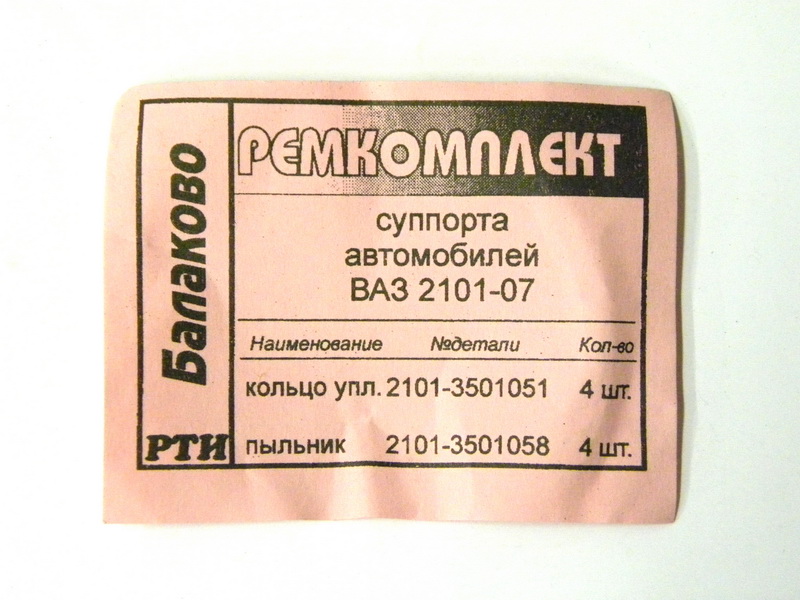 Балаково
РТИ
РЕМКОМПЛЕКТ
суппорта
автомобилей
ВАЗ 2101-07
Наименование №детали Кол-во
кольцо упл. 2101-3501051 4 шт.
пыльник 2101-3501058 4 шт.